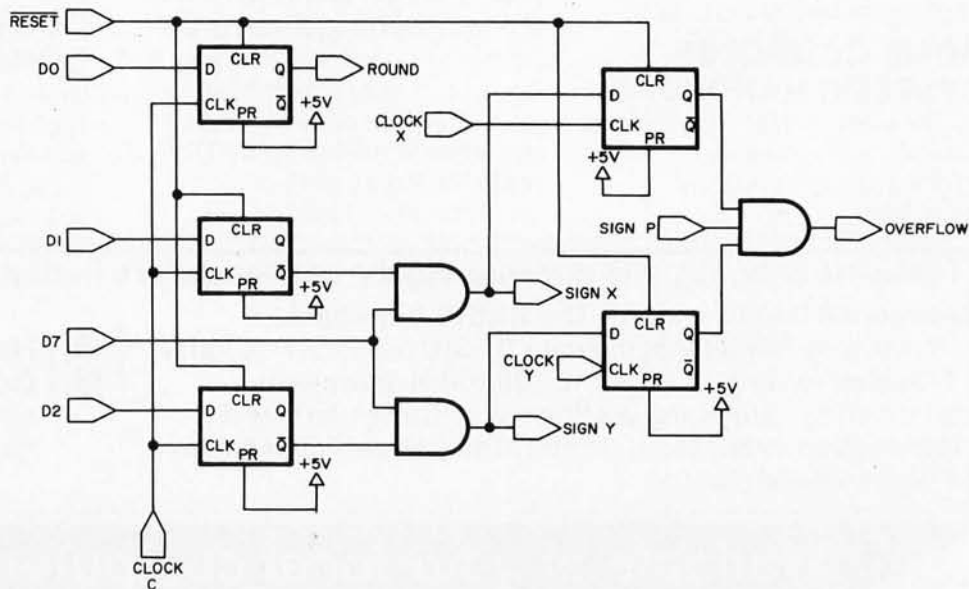 RESET
CLR
CLR
D0
D
Q
ROUND
D
Q
CLK
Q
+5V
CLOCK
X
CLK
Q
PR
PR
+5V
CLR
SIGN P
OVERFLOW
D1
D
Q
CLK
Q
+5V
PR
SIGN X
CLR
D7
D
Q
CLOCK
Y
CLK
Q
PR
+5V
CLR
D2
D
Q
SIGN Y
CLK
Q
PR
+5V
CLOCK
C